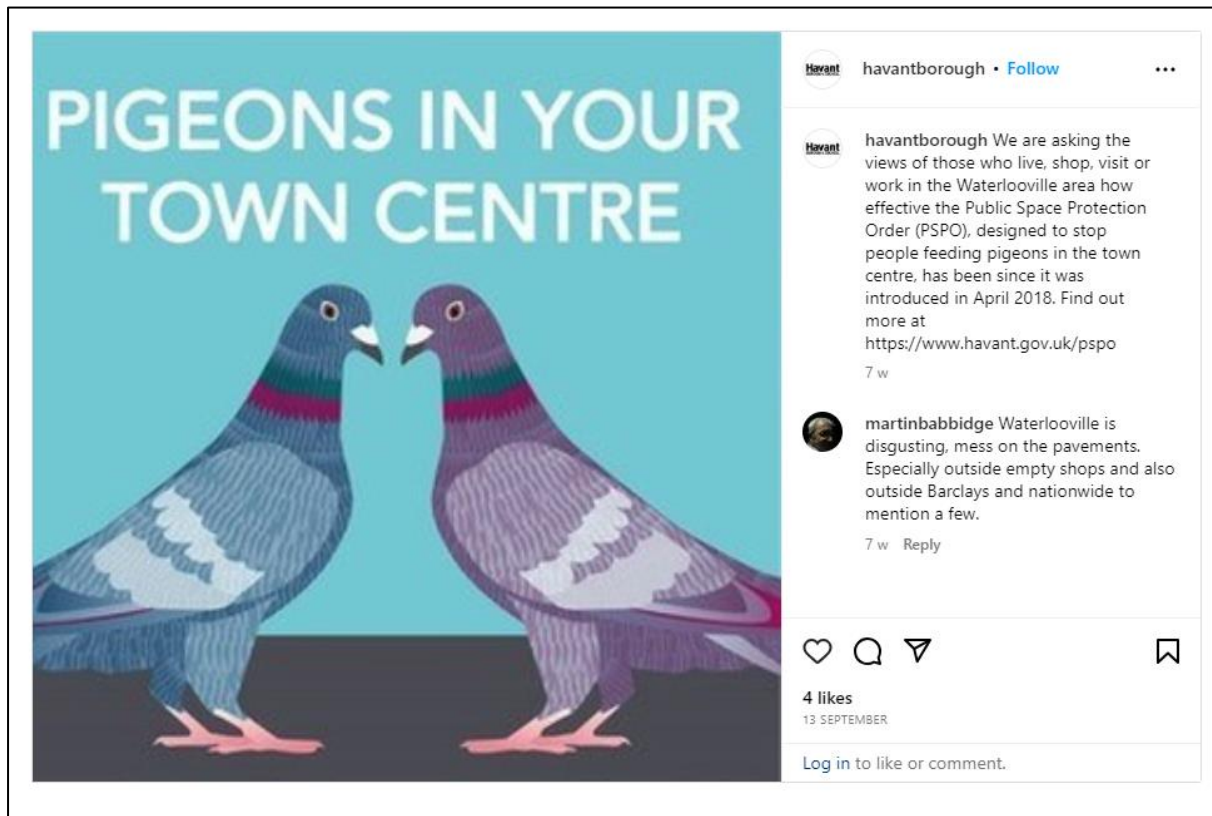 PIGEONS IN YOUR
TOWN CENTRE
Havant
havantborough • Follow
Havant
havantborough We are asking the
views of those who live, shop, visit or
work in the Waterlooville area how
effective the Public Space Protection
Order (PSPO), designed to stop
people feeding pigeons in the town
centre, has been since it was
introduced in April 2018. Find out
more at
https://www.havant.gov.uk/pspo
7 w
martinbabbidge Waterlooville is
disgusting, mess on the pavements.
Especially outside empty shops and also
outside Barclays and nationwide to
mention a few.
7 w Reply
4 likes
13 SEPTEMBER
Log in to like or comment.